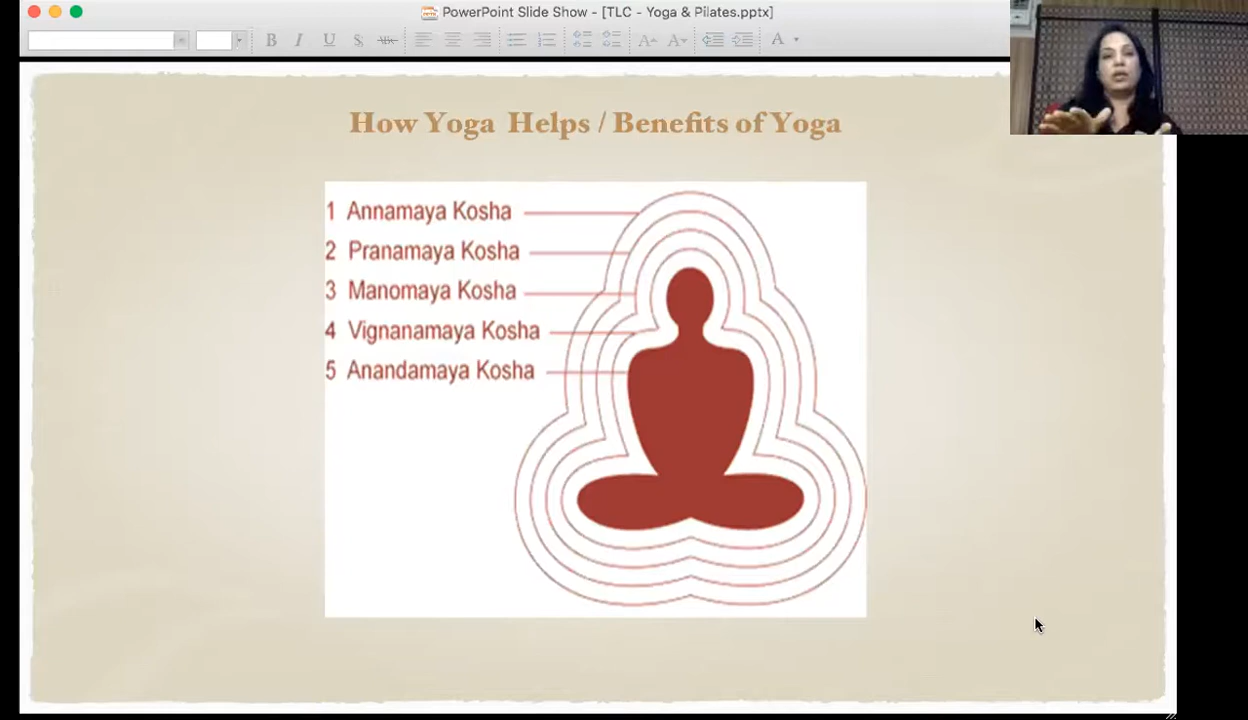 PowerPoint Slide Show - [TLC - Yoga & Pilates.pptx]
B I U S abc A A A
How Yoga Helps / Benefits of Yoga
1 Annamaya Kosha
2 Pranamaya Kosha
3 Manomaya Kosha
4 Vignanamaya Kosha
5 Anandamaya Kosha